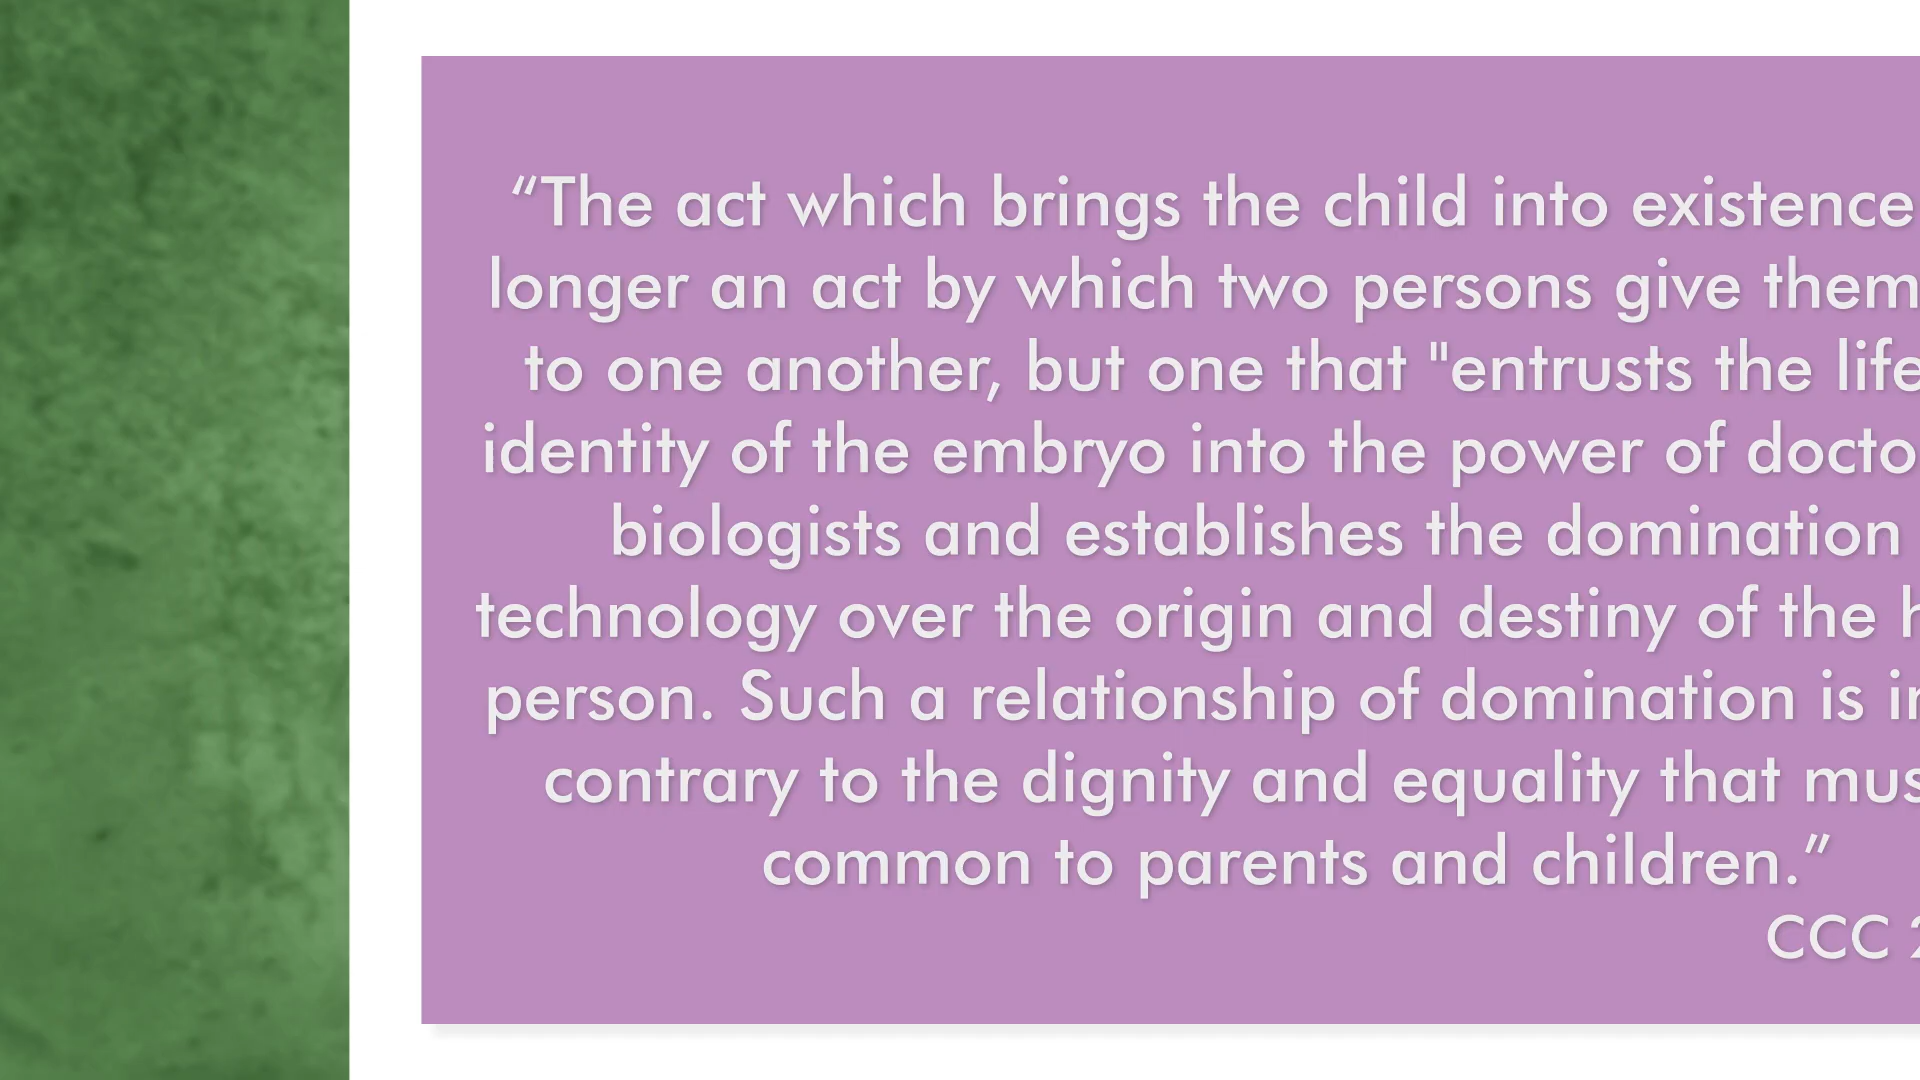 “The act which brings the child into existence
longer an act by which two persons give them
to one another, but one that "entrusts the life
identity of the embryo into the power of docto
biologists and establishes the domination
technology over the origin and destiny of the h
person. Such a relationship of domination is in
contrary to the dignity and equality that mus
common to parents and children.”
CCC 2